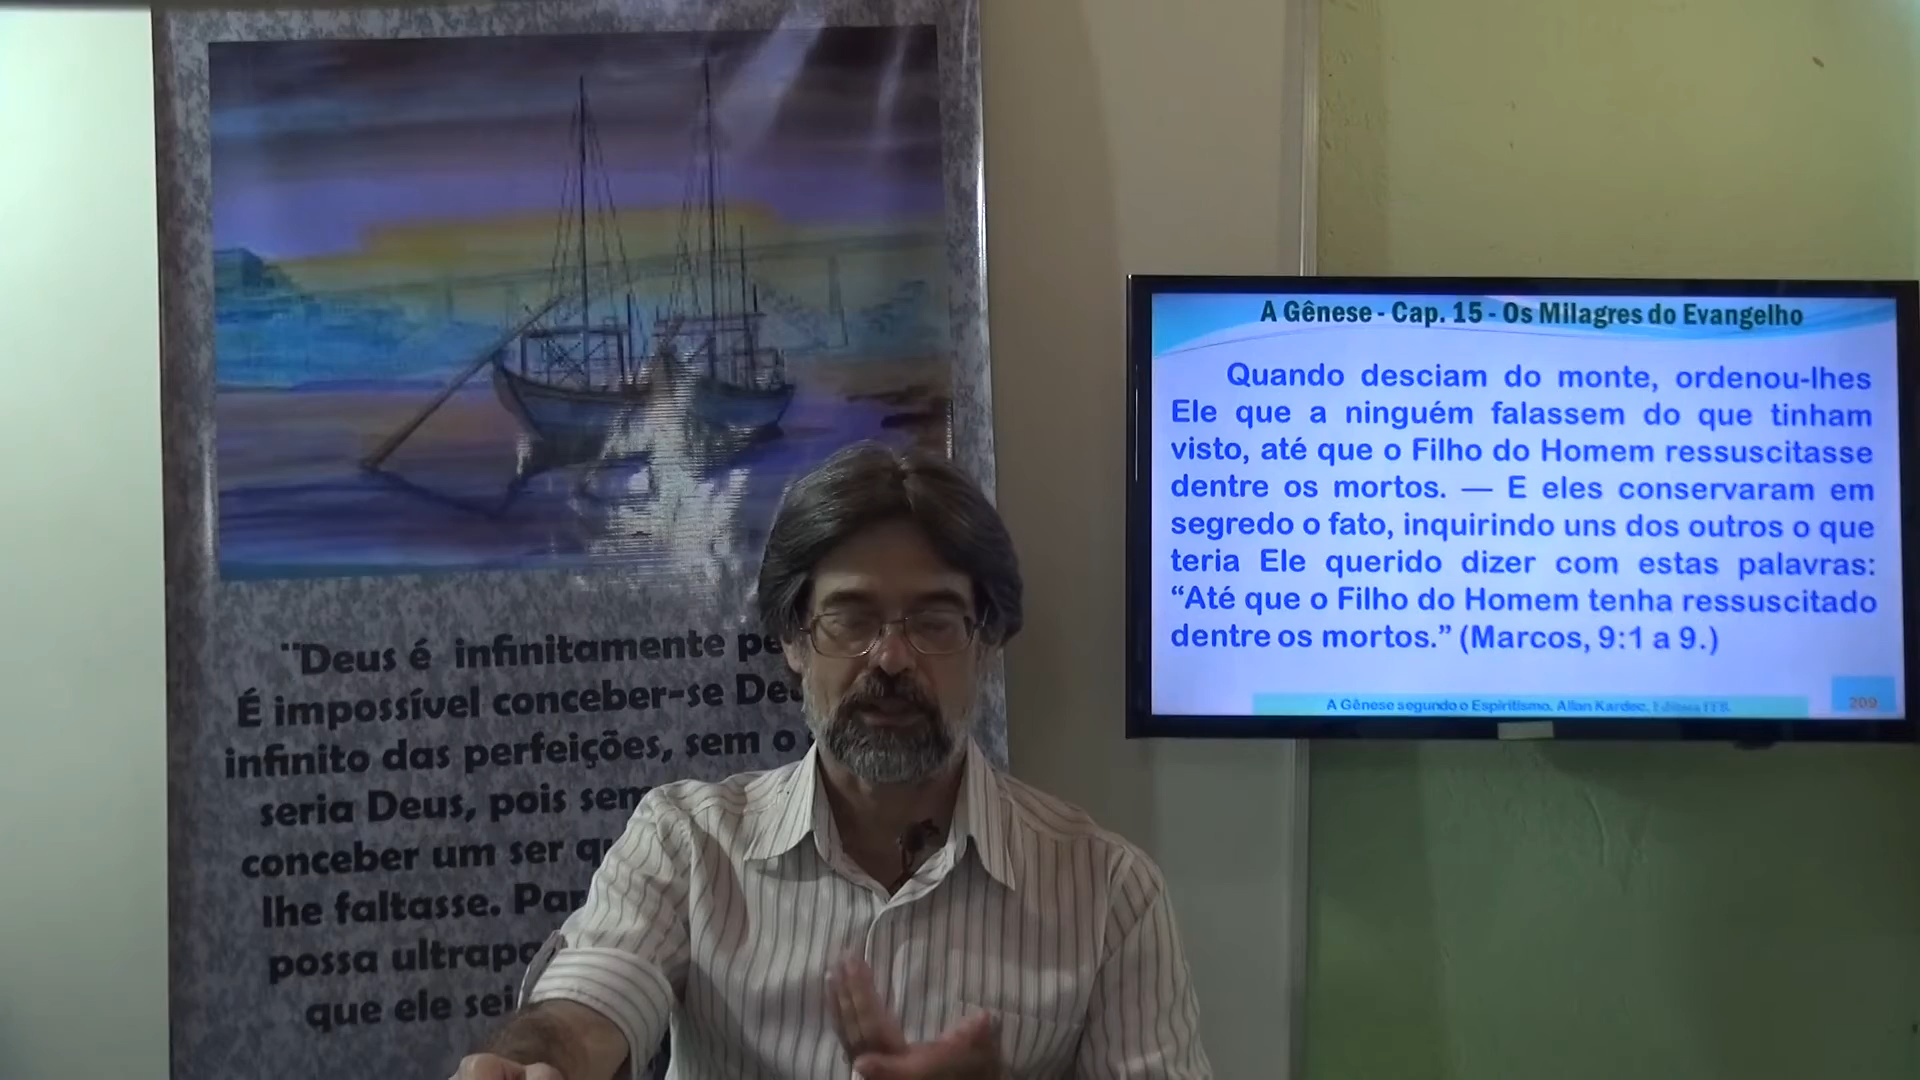 ¨Deus é infinitamente
É impossível conceber-se
infinito das perfeições, sem o
seria Deus, pois sem
conceber um ser
lhe faltasse.
possa
que ele
A Gênese - Cap. 15 - Os Milagres do Evangelho
Quando desciam do monte, ordenou-lhes
Ele que a ninguém falassem do que tinham
visto, até que o Filho do Homem ressuscitasse
dentre os mortos. — E eles conservaram em
segredo o fato, inquirindo uns dos outros o que
teria Ele querido dizer com estas palavras:
“Até que o Filho do Homem tenha ressuscitado
dentre os mortos.” (Marcos, 9:1 a 9.)
A Gênese segundo o Espiritismo. Allan Kardec,
209